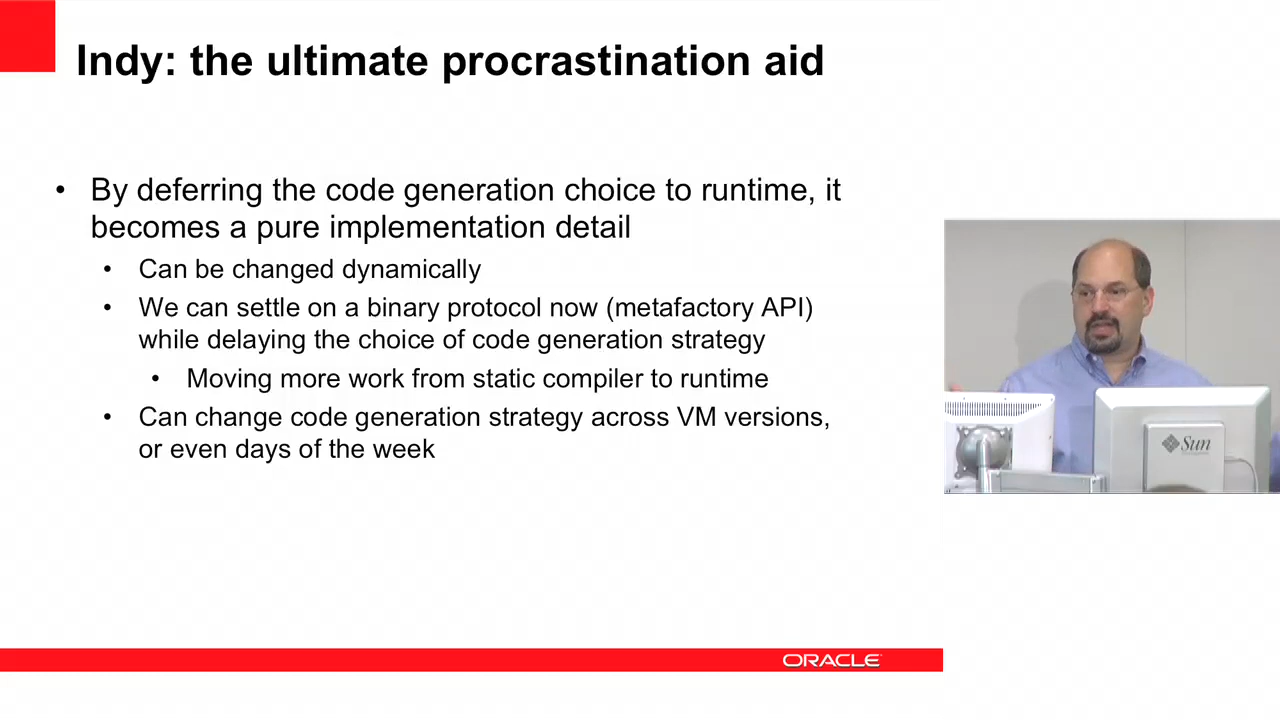 Indy: the ultimate procrastination aid
• By deferring the code generation choice to runtime, it
becomes a pure implementation detail
• Can be changed dynamically
• We can settle on a binary protocol now (metafactory API)
while delaying the choice of code generation strategy
• Moving more work from static compiler to runtime
• Can change code generation strategy across VM versions,
or even days of the week
Sun
ORACLE